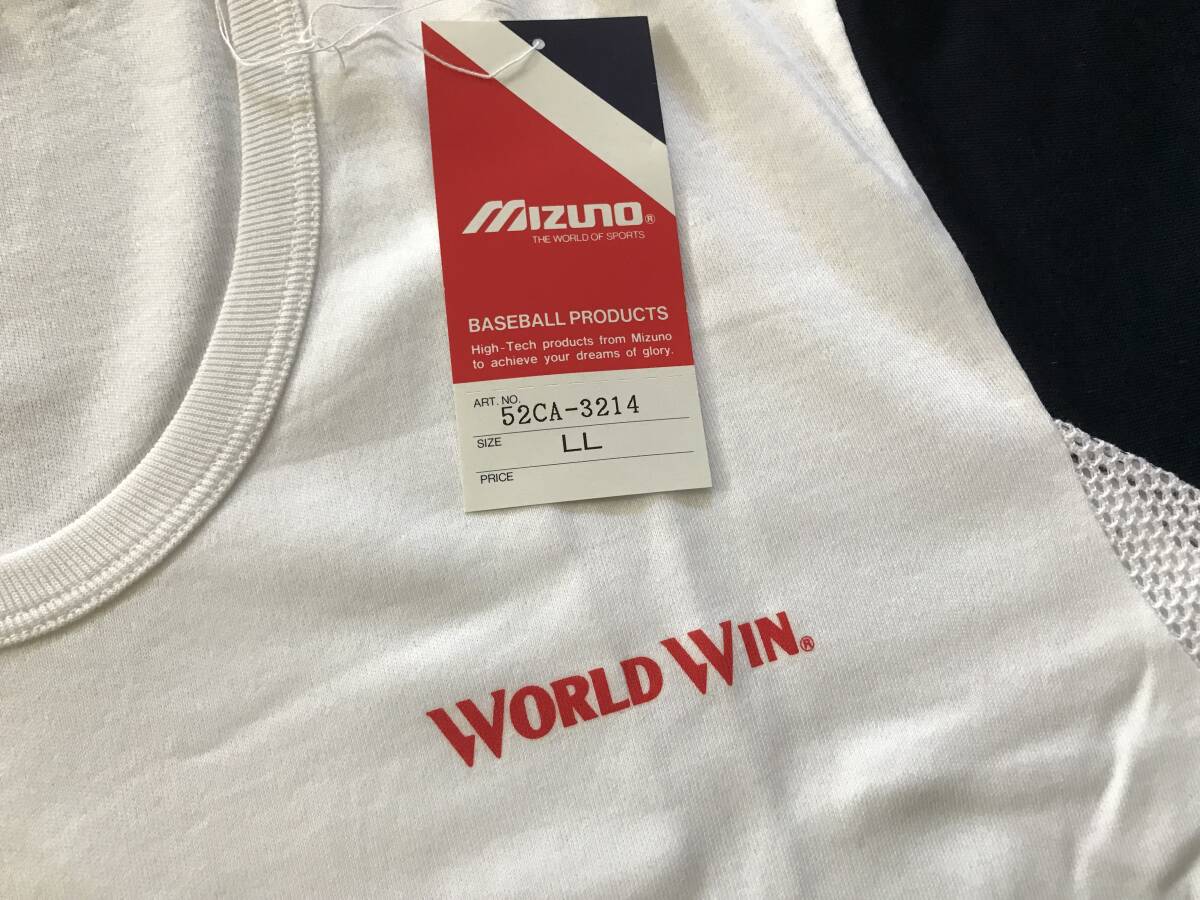 MIZUNO®
THE WORLD OF SPORTS
BASEBALL PRODUCTS
High-Tech products from Mizuno
to achieve your dreams of glory.
ART. NO. 52CA-3214
SIZE LL
PRICE
WORLD WIN®